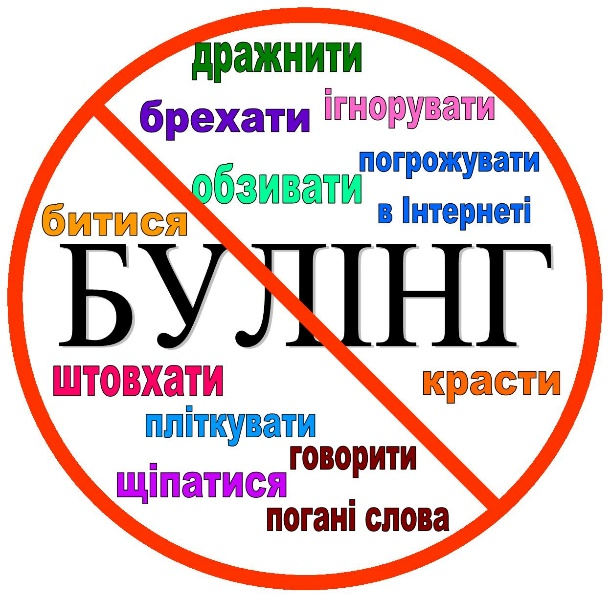 дражнити
брехати
ігнорувати
погрожувати
в Інтернеті
обзивати
битися
БУЛІНГ
штовхати
красти
пліткувати
говорити
погані слова
щіпатися